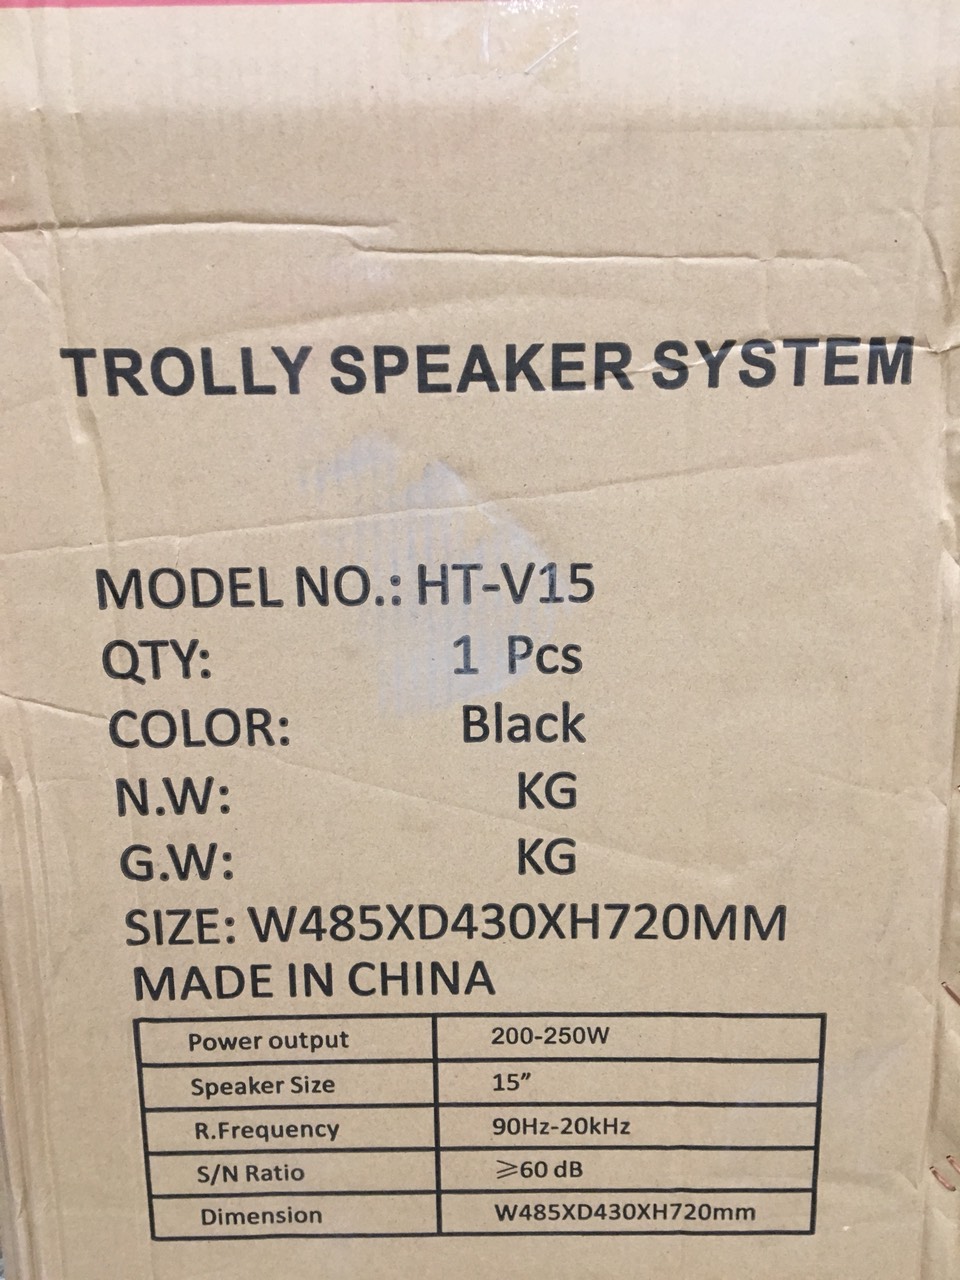 TROLLY SPEAKER SYSTEM
MODEL NO.: HT-V15
QTY: 1 Pcs
COLOR: Black
N.W: KG
G.W: KG
SIZE: W485XD430XH720MM
MADE IN CHINA
Power output 200-250W
Speaker Size 15”
R.Frequency 90Hz-20kHz
S/N Ratio ⩾60 dB
Dimension W485XD430XH720mm